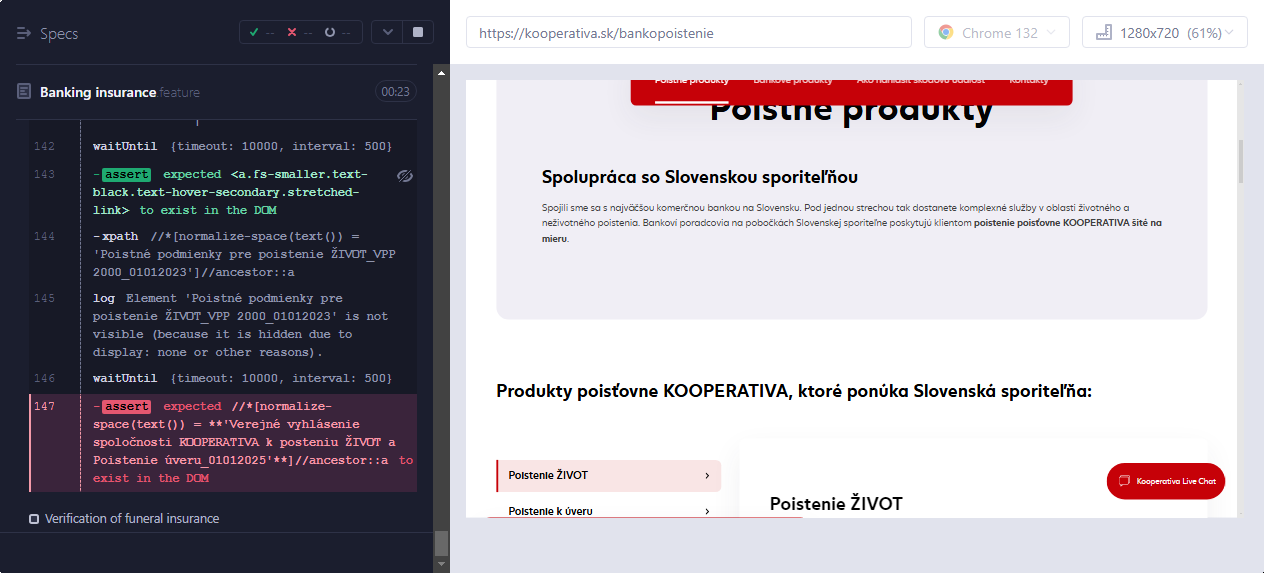 Specs
-- -- --
Banking insurance feature
00:23
142 waitUntil {timeout: 10000, interval: 500}
143 -assert expected <a.fs-smaller.text-
black.text-hover-secondary.stretched-
link> to exist in the DOM
144 -xpath //*[normalize-space(text()) =
'Poistné podmienky pre poistenie ŽIVOT_VPP
2000_01012023']//ancestor::a
145 log Element 'Poistné podmienky pre
poistenie ŽIVOT_VPP 2000_01012023' is not
visible (because it is hidden due to
display: none or other reasons).
146 waitUntil {timeout: 10000, interval: 500}
147 -assert expected //*[normalize-
space(text()) = **'Verejné vyhlásenie
spoločnosti KOOPERATIVA k posteniu ŽIVOT a
Poistenie úveru_01012025'**]//ancestor::a to
exist in the DOM
Verification of funeral insurance
https://kooperativa.sk/bankopoistenie
Chrome 132
1280x720 (61%)
Poistné produkty Bankové produkty Ako nahlásiť škodovú udalosť Kontakty
Poistné produkty
Spolupráca so Slovenskou sporiteľňou
Spojili sme sa s najväčšou komerčnou bankou na Slovensku. Pod jednou strechou tak dostanete komplexné služby v oblasti životného a
neživotného poistenia. Bankoví poradcovia na pobočkách Slovenskej sporiteľne poskytujú klientom poistenie poisťovne KOOPERATIVA šité na
mieru.
Produkty poisťovne KOOPERATIVA, ktoré ponúka Slovenská sporiteľňa:
Poistenie ŽIVOT
Poistenie k úveru
Poistenie ŽIVOT
Kooperativa Live Chat